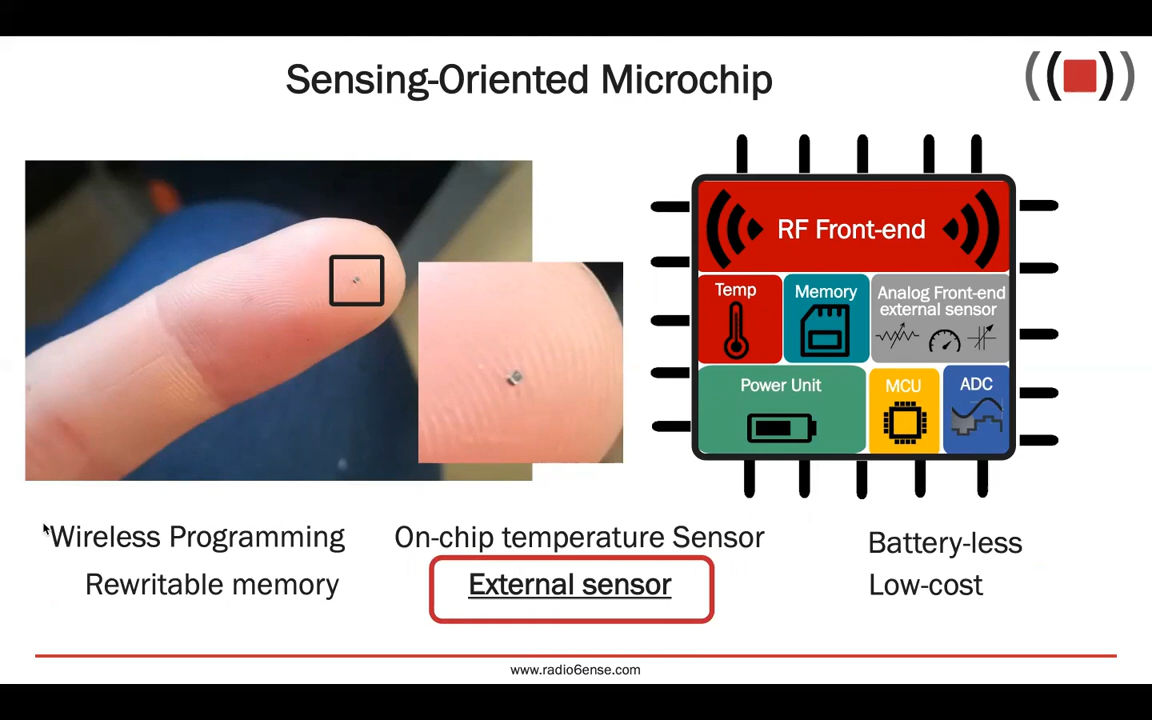 Sensing-Oriented Microchip
RF Front-end
Temp
Memory
Analog Front-end
external sensor
Power Unit
MCU
ADC
Wireless Programming
On-chip temperature Sensor
Battery-less
Rewritable memory
External sensor
Low-cost
www.radio6ense.com